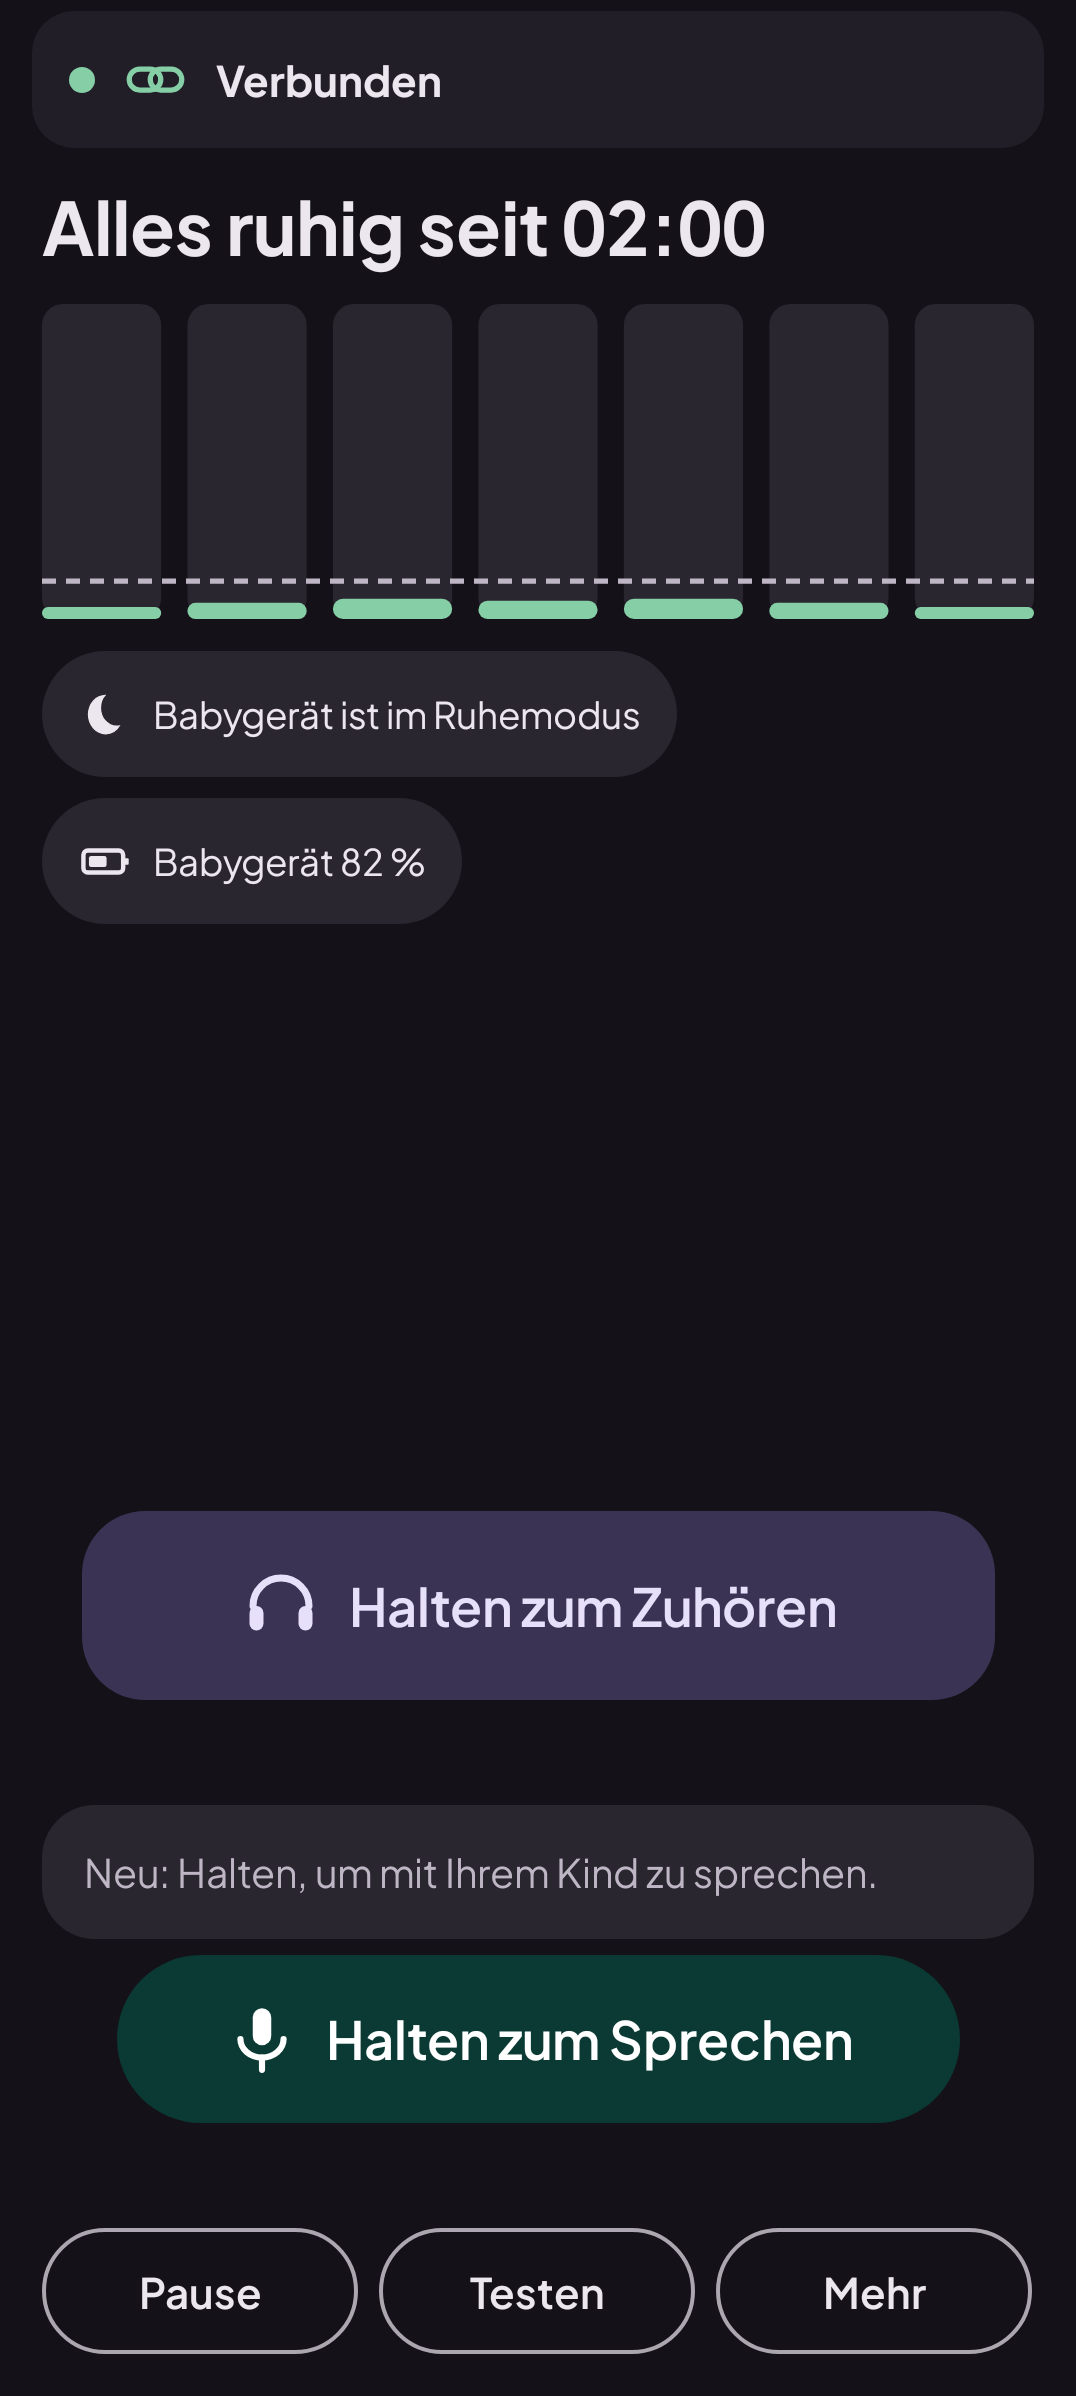 Verbunden
Alles ruhig seit 02:00
Babygerät ist im Ruhemodus
Babygerät 82 %
Halten zum Zuhören
Neu: Halten, um mit Ihrem Kind zu sprechen.
Halten zum Sprechen
Pause
Testen
Mehr